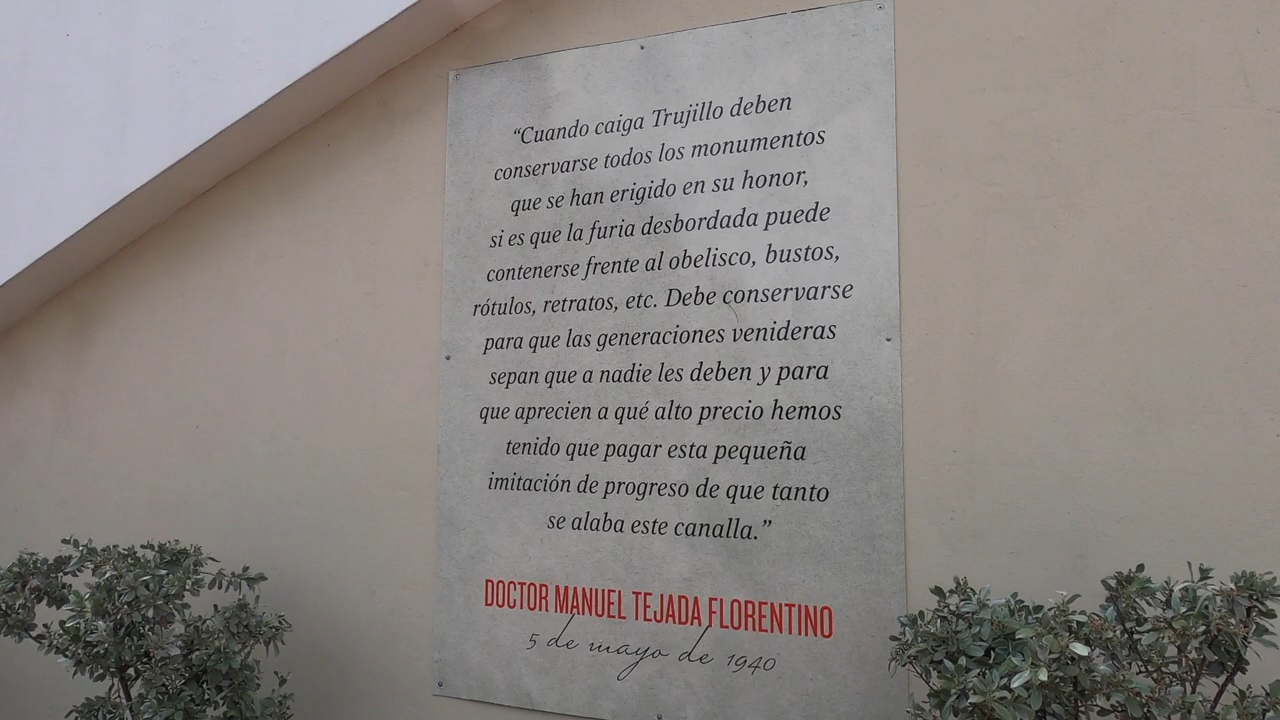 “Cuando caiga Trujillo deben
conservarse todos los monumentos
que se han erigido en su honor,
si es que la furia desbordada puede
contenerse frente al obelisco, bustos,
rótulos, retratos, etc. Debe conservarse
para que las generaciones venideras
sepan que a nadie les deben y para
que aprecien a qué alto precio hemos
tenido que pagar esta pequeña
imitación de progreso de que tanto
se alaba este canalla.”
DOCTOR MANUEL TEJADA FLORENTINO
5 de mayo de 1940